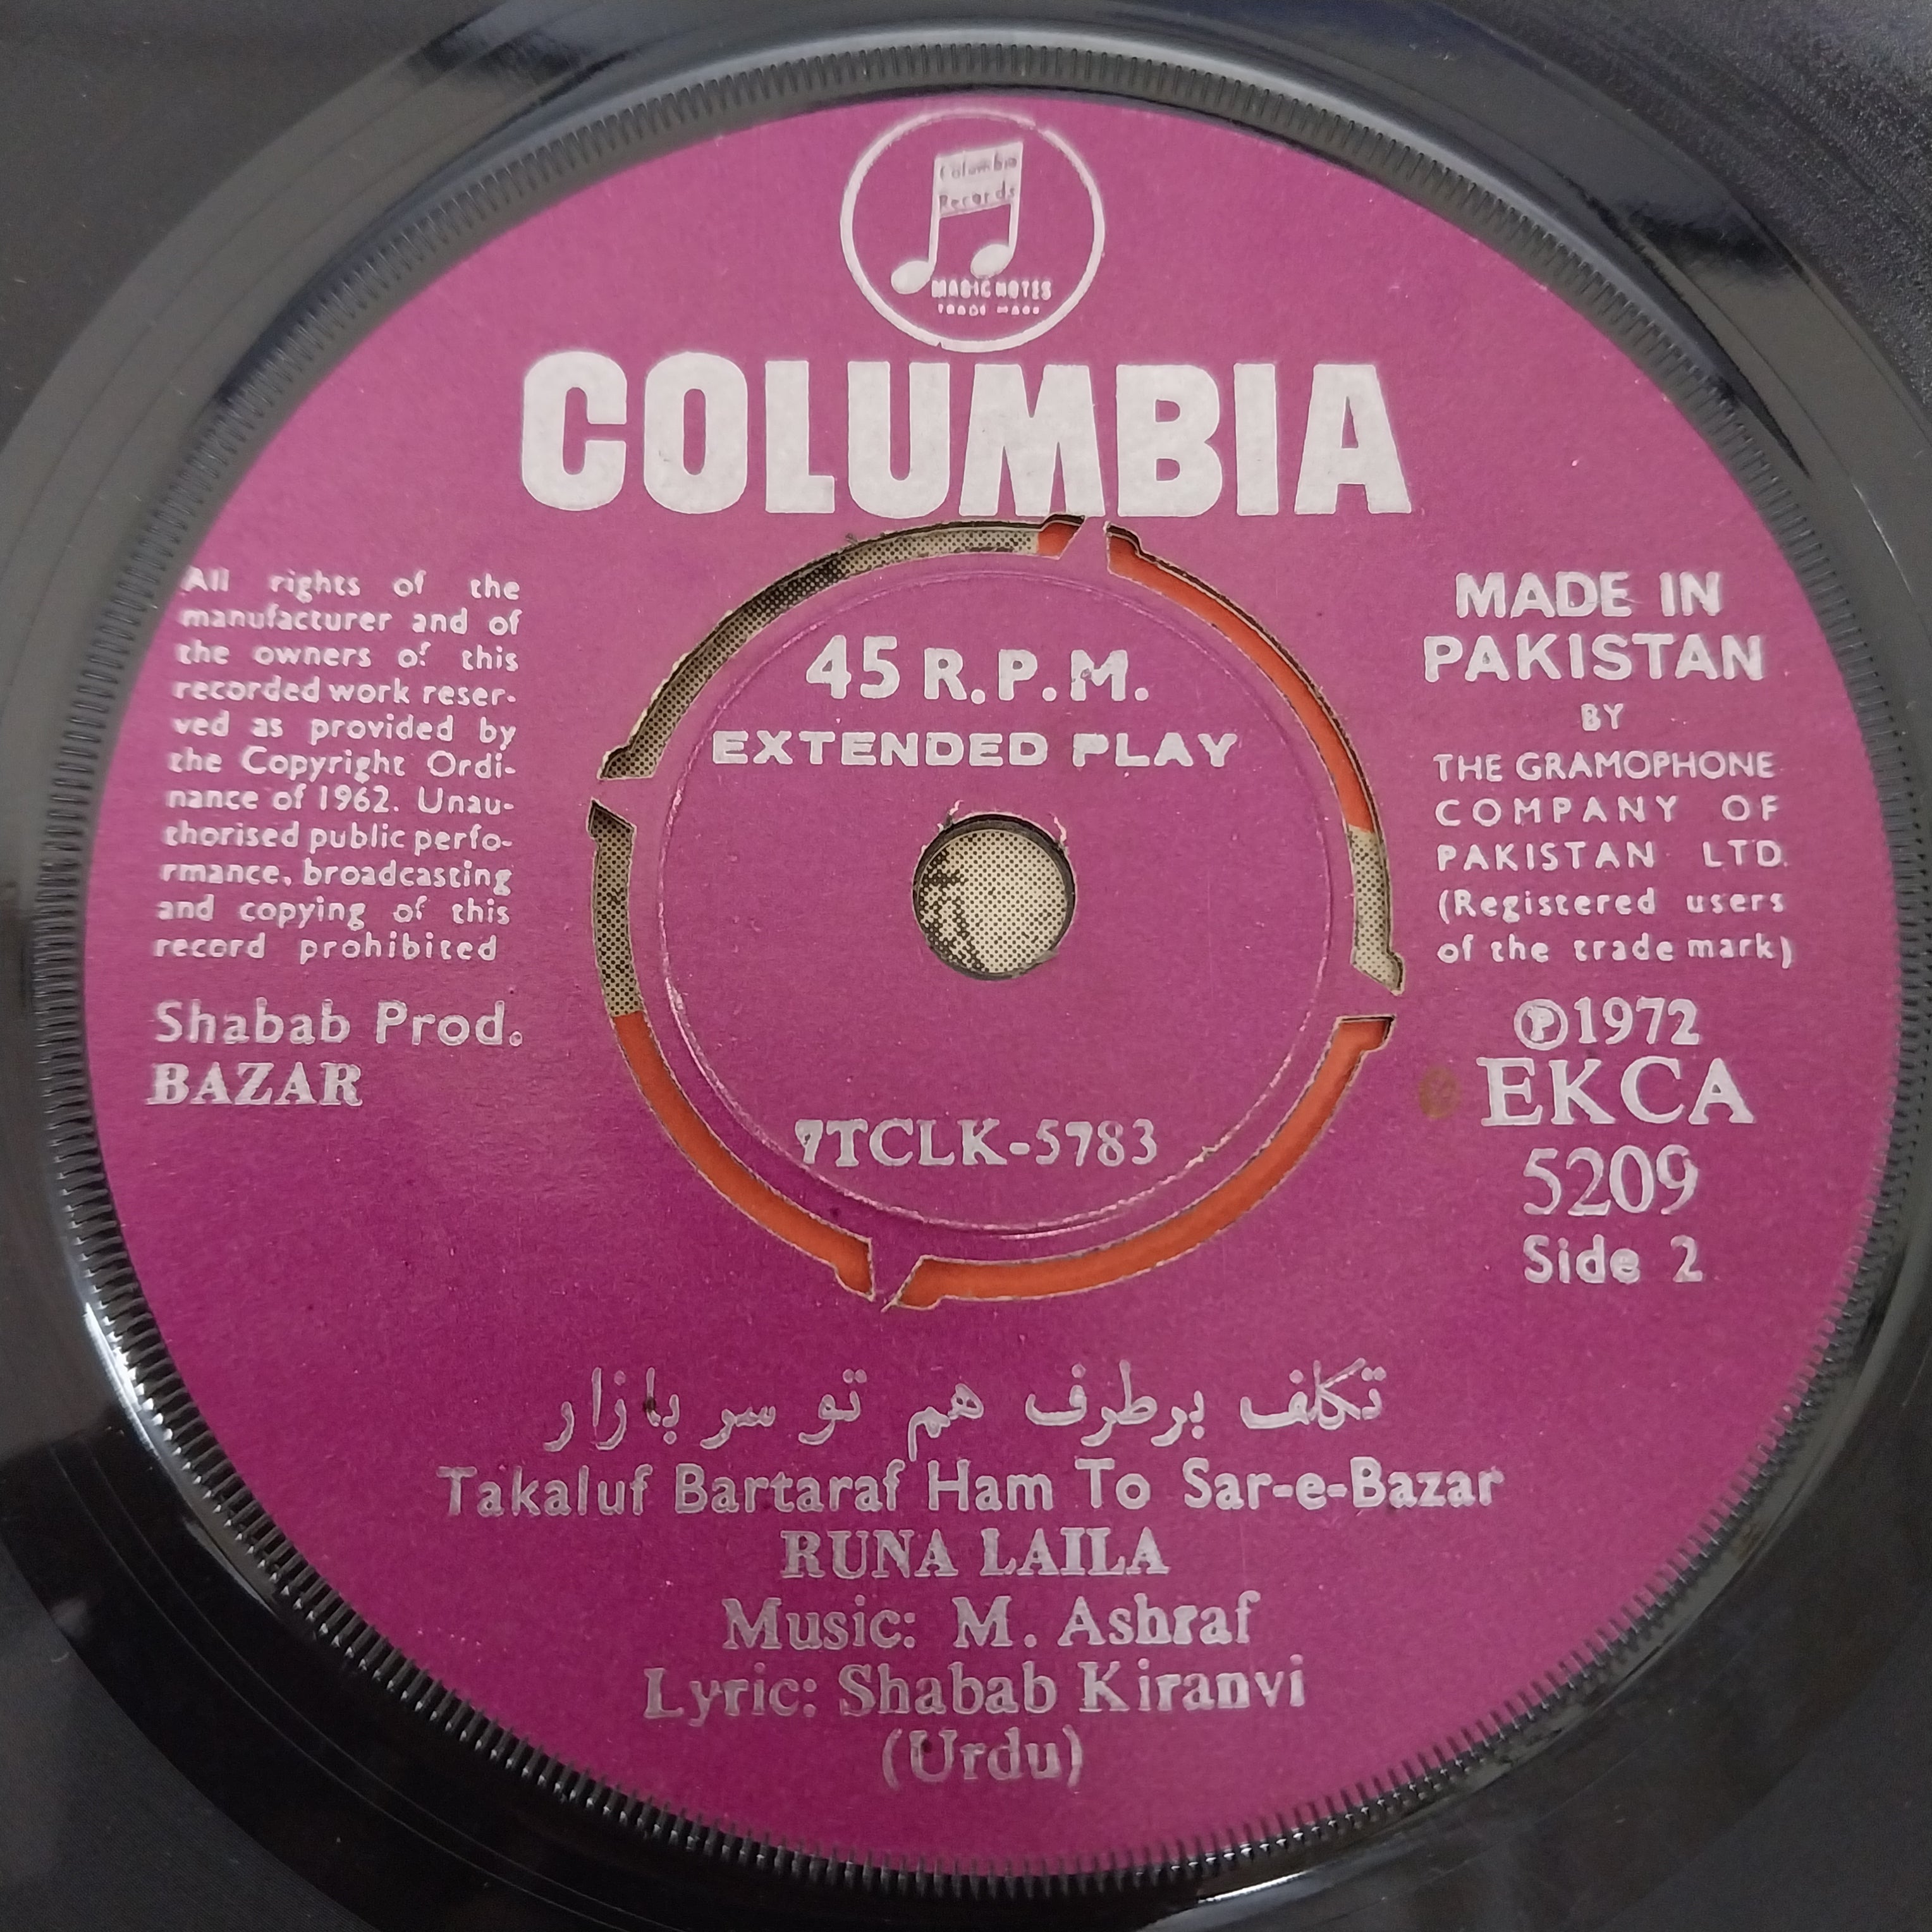 Columbia
Records
MAGIC NOTES
TRADE MARK
COLUMBIA
All rights of the
manufacturer and of
the owners of this
recorded work reser-
ved as provided by
the Copyright Ordi-
nance of 1962. Unau-
thorised public perfo-
rmance, broadcasting
and copying of this
record prohibited
Shabab Prod.
BAZAR
45 R.P.M.
EXTENDED PLAY
7TCLK-5783
MADE IN
PAKISTAN
BY
THE GRAMOPHONE
COMPANY OF
PAKISTAN LTD.
(Registered users
of the trade mark)
Ⓟ1972
EKCA
5209
Side 2
تکلف برطرف هم تو سر بازار
Takaluf Bartaraf Ham To Sar-e-Bazar
RUNA LAILA
Music: M. Ashraf
Lyric: Shabab Kiranvi
(Urdu)